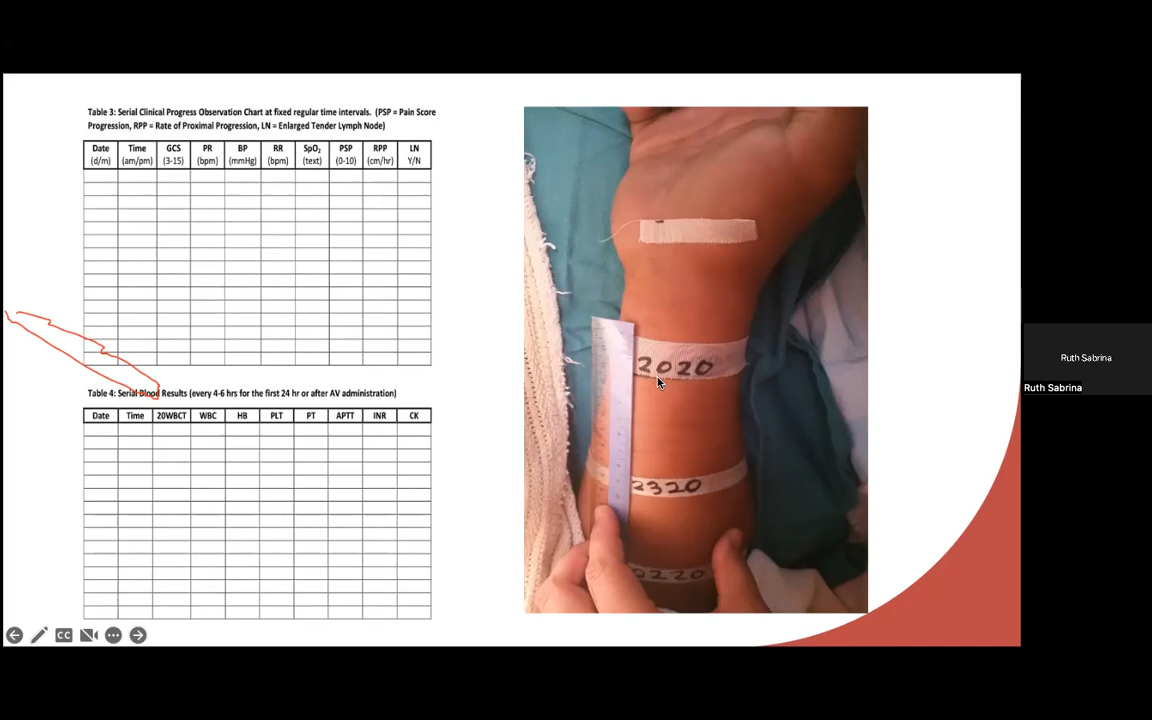 Table 3: Serial Clinical Progress Observation Chart at fixed regular time intervals. (PSP = Pain Score
Progression, RPP = Rate of Proximal Progression, LN = Enlarged Tender Lymph Node)
Date Time GCS PR BP RR SpO₂ PSP RPP LN
(d/m) (am/pm) (3-15) (bpm) (mmHg) (bpm) (text) (0-10) (cm/hr) Y/N
Table 4: Serial Blood Results (every 4-6 hrs for the first 24 hr or after AV administration)
Date Time 20WBCT WBC HB PLT PT APTT INR CK
CC
2020
2320
0220
Ruth Sabrina
Ruth Sabrina